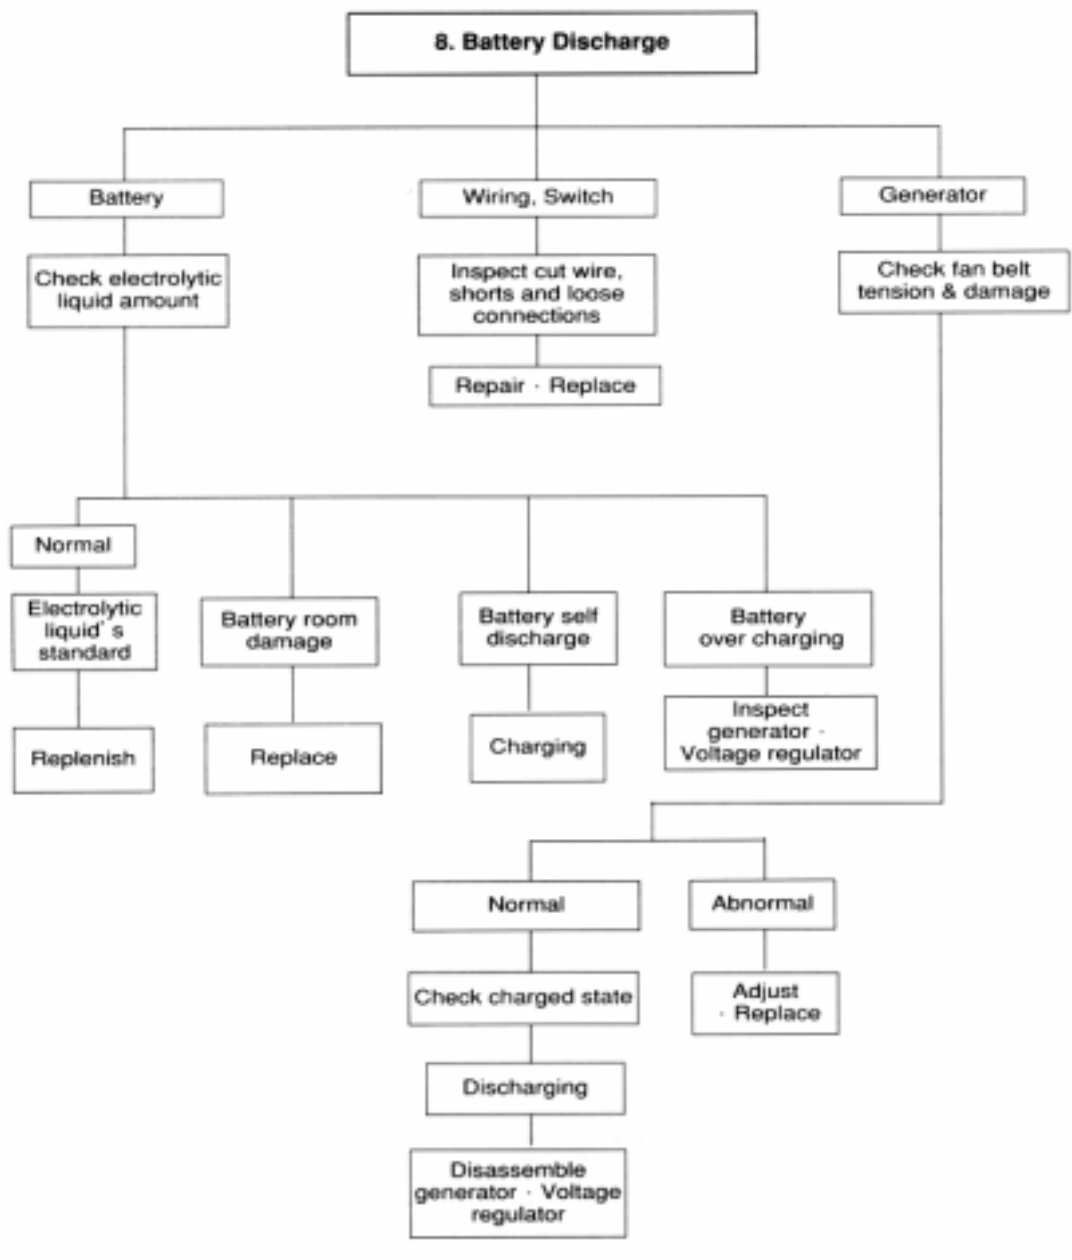 8. Battery Discharge
Battery
Wiring, Switch
Generator
Check electrolytic
liquid amount
Inspect cut wire,
shorts and loose
connections
Check fan belt
tension & damage
Repair · Replace
Normal
Electrolytic
liquid's
standard
Battery room
damage
Battery self
discharge
Battery
over charging
Replenish
Replace
Charging
Inspect
generator ·
Voltage regulator
Normal
Abnormal
Check charged state
Adjust
· Replace
Discharging
Disassemble
generator · Voltage
regulator